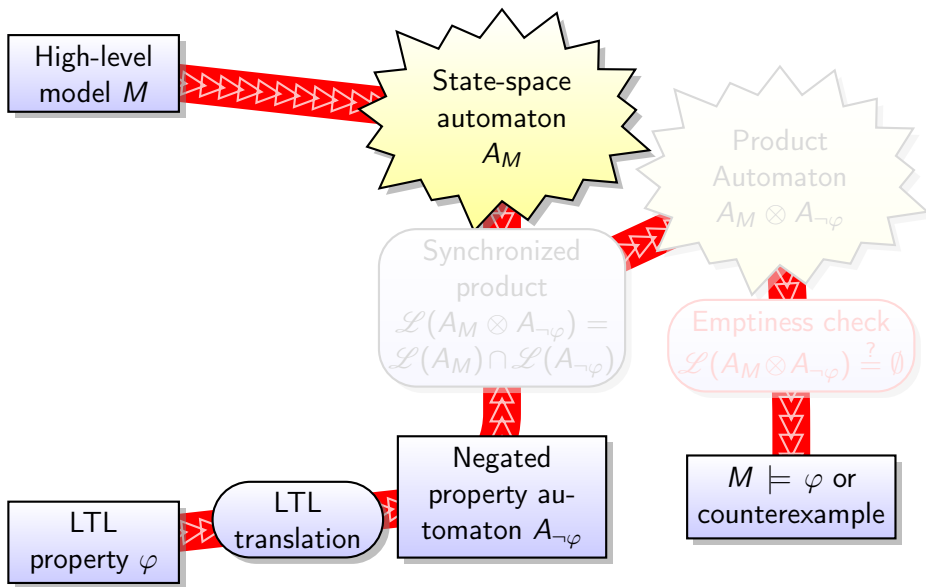 High-level
model M
State-space
automaton
A_M
Product
Automaton
A_M ⊗ A_¬φ
Synchronized
product
ℒ(A_M ⊗ A_¬φ) =
ℒ(A_M) ∩ ℒ(A_¬φ)
Emptiness check
ℒ(A_M ⊗ A_¬φ) ≟ ∅
LTL
property φ
LTL
translation
Negated
property au-
tomaton A_¬φ
M ⊨ φ or
counterexample